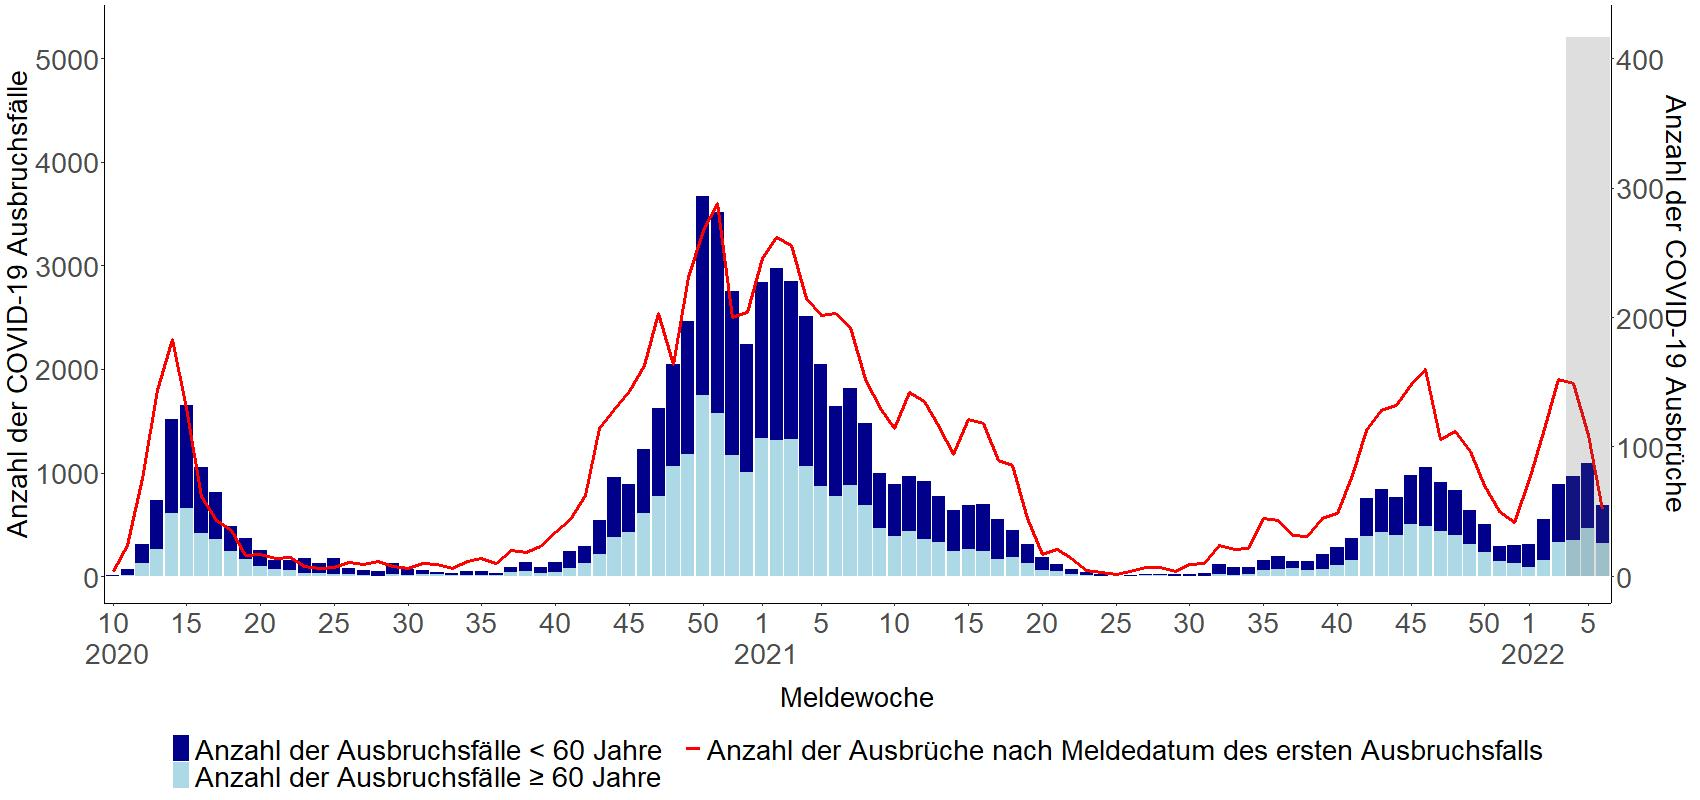 Anzahl der COVID-19 Ausbruchsfälle
5000
4000
3000
2000
1000
0
400
300
200
100
0
Anzahl der COVID-19 Ausbrüche
10 15 20 25 30 35 40 45 50 1 5 10 15 20 25 30 35 40 45 50 1 5
2020 2021 2022
Meldewoche
Anzahl der Ausbruchsfälle < 60 Jahre
Anzahl der Ausbruchsfälle ≥ 60 Jahre
Anzahl der Ausbrüche nach Meldedatum des ersten Ausbruchsfalls